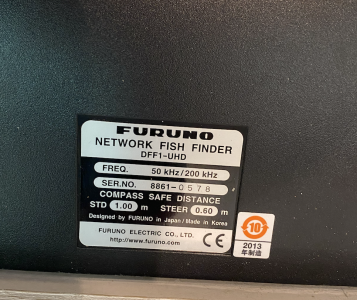 FURUNO
NETWORK FISH FINDER
DFF1-UHD
FREQ. 50 kHz/200 kHz
SER.NO. 8861-0578
COMPASS SAFE DISTANCE
STD 1.00 m STEER 0.60 m
Designed by FURUNO in Japan / Made in Korea
FURUNO ELECTRIC CO., LTD.
http://www.furuno.com CE
10
2013
年制造